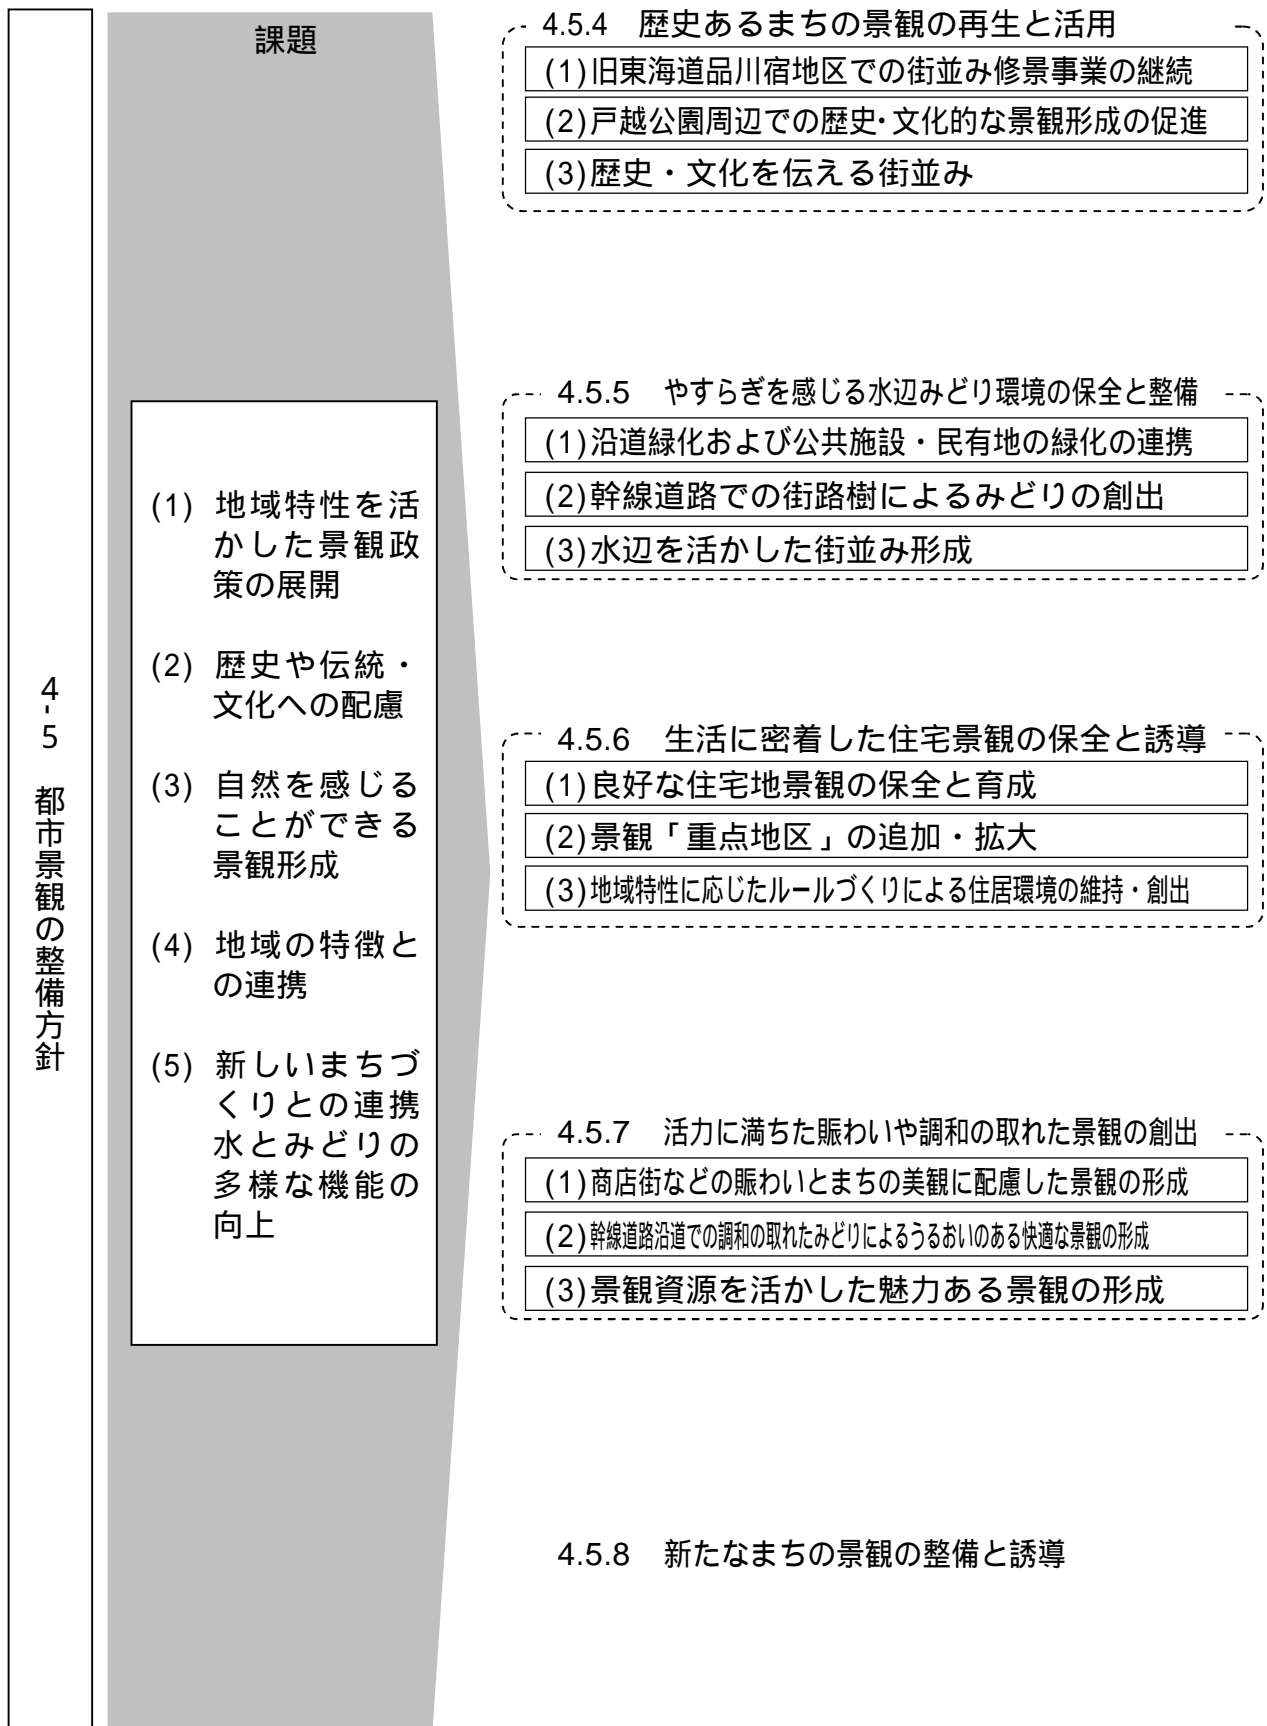 4-5 都市景観の整備方針
課題
(1) 地域特性を活
かした景観政
策の展開
(2) 歴史や伝統・
文化への配慮
(3) 自然を感じる
ことができる
景観形成
(4) 地域の特徴と
の連携
(5) 新しいまちづ
くりとの連携
水とみどりの
多様な機能の
向上
4.5.4 歴史あるまちの景観の再生と活用
(1)旧東海道品川宿地区での街並み修景事業の継続
(2)戸越公園周辺での歴史・文化的な景観形成の促進
(3)歴史・文化を伝える街並み
4.5.5 やすらぎを感じる水辺みどり環境の保全と整備
(1)沿道緑化および公共施設・民有地の緑化の連携
(2)幹線道路での街路樹によるみどりの創出
(3)水辺を活かした街並み形成
4.5.6 生活に密着した住宅景観の保全と誘導
(1)良好な住宅地景観の保全と育成
(2)景観「重点地区」の追加・拡大
(3)地域特性に応じたルールづくりによる住居環境の維持・創出
4.5.7 活力に満ちた賑わいや調和の取れた景観の創出
(1)商店街などの賑わいとまちの美観に配慮した景観の形成
(2)幹線道路沿道での調和の取れたみどりによるうるおいのある快適な景観の形成
(3)景観資源を活かした魅力ある景観の形成
4.5.8 新たなまちの景観の整備と誘導